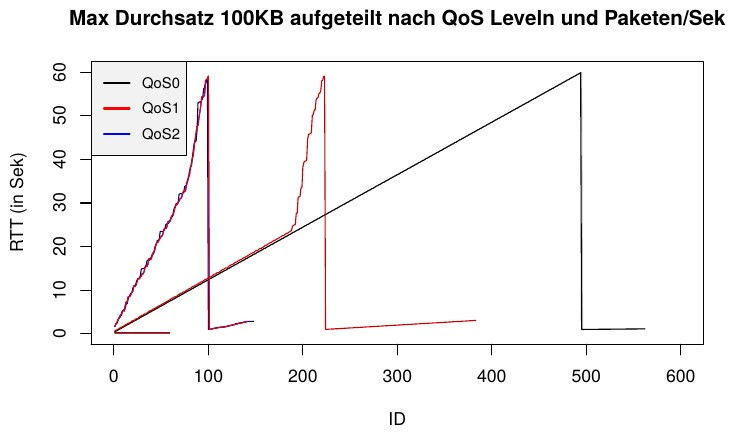 Max Durchsatz 100KB aufgeteilt nach QoS Leveln und Paketen/Sek
QoS0
QoS1
QoS2
RTT (in Sek)
60
50
40
30
20
10
0
0 100 200 300 400 500 600
ID